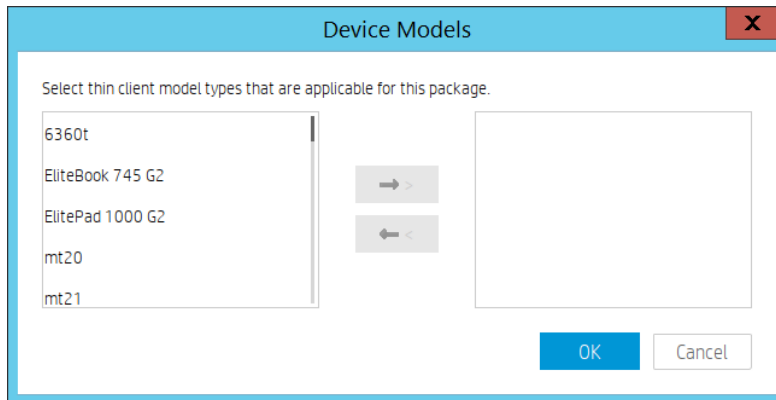 Device Models
X
Select thin client model types that are applicable for this package.
6360t
EliteBook 745 G2
ElitePad 1000 G2
mt20
mt21
>
<
OK
Cancel